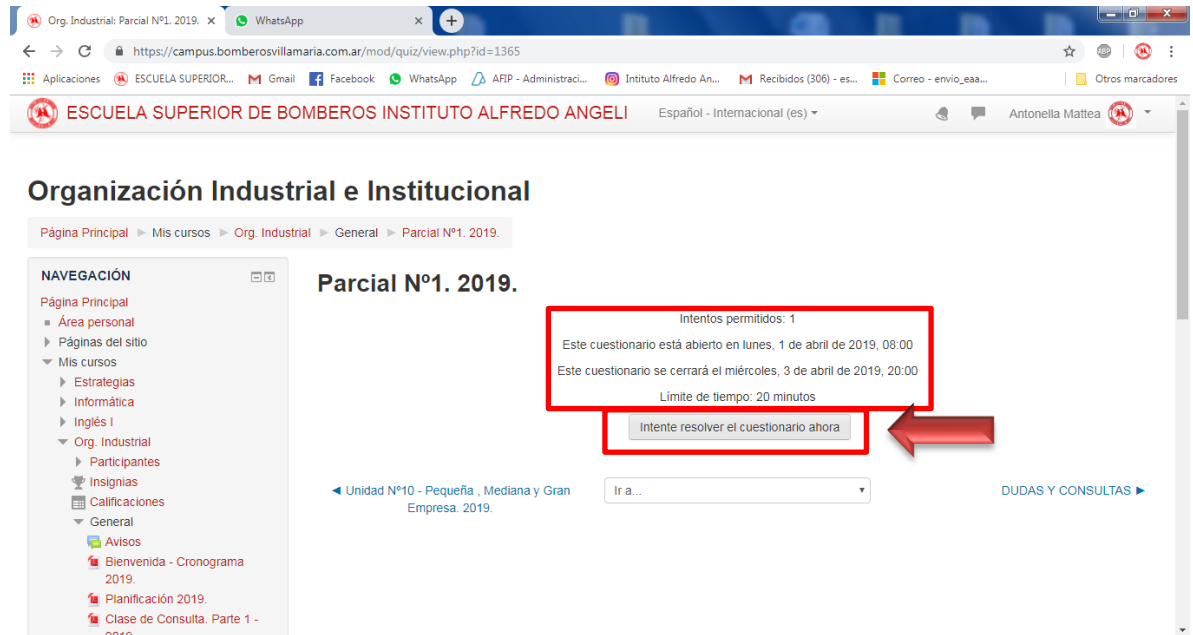 Org. Industrial: Parcial Nº1. 2019.
WhatsApp
https://campus.bomberosvillamaria.com.ar/mod/quiz/view.php?id=1365
ABP
Aplicaciones
ESCUELA SUPERIOR...
Gmail
Facebook
WhatsApp
AFIP - Administraci...
Intituto Alfredo An...
Recibidos (306) - es...
Correo - envio_eaa...
Otros marcadores
ESCUELA SUPERIOR DE BOMBEROS INSTITUTO ALFREDO ANGELI
Español - Internacional (es)
Antonella Mattea
Organización Industrial e Institucional
Página Principal
Mis cursos
Org. Industrial
General
Parcial Nº1. 2019.
NAVEGACIÓN
Página Principal
Área personal
Páginas del sitio
Mis cursos
Estrategias
Informática
Inglés I
Org. Industrial
Participantes
Insignias
Calificaciones
General
Avisos
Bienvenida - Cronograma
2019.
Planificación 2019.
Clase de Consulta. Parte 1 -
2019.
Parcial Nº1. 2019.
Intentos permitidos: 1
Este cuestionario está abierto en lunes, 1 de abril de 2019, 08:00
Este cuestionario se cerrará el miércoles, 3 de abril de 2019, 20:00
Límite de tiempo: 20 minutos
Intente resolver el cuestionario ahora
◄ Unidad Nº10 - Pequeña , Mediana y Gran
Empresa. 2019.
Ir a...
DUDAS Y CONSULTAS ►